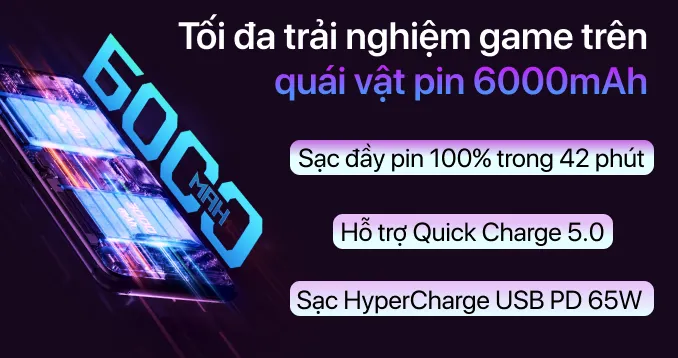 Tối đa trải nghiệm game trên
quái vật pin 6000mAh
6000
MAH
Sạc đầy pin 100% trong 42 phút
Hỗ trợ Quick Charge 5.0
Sạc HyperCharge USB PD 65W